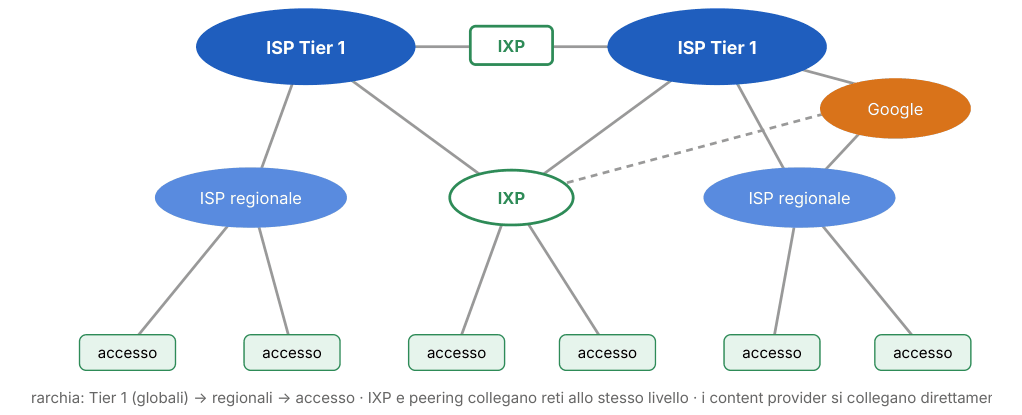 ISP Tier 1
IXP
ISP Tier 1
Google
ISP regionale
IXP
ISP regionale
accesso
accesso
accesso
accesso
accesso
accesso
rarchia: Tier 1 (globali) → regionali → accesso · IXP e peering collegano reti allo stesso livello · i content provider si collegano direttamer